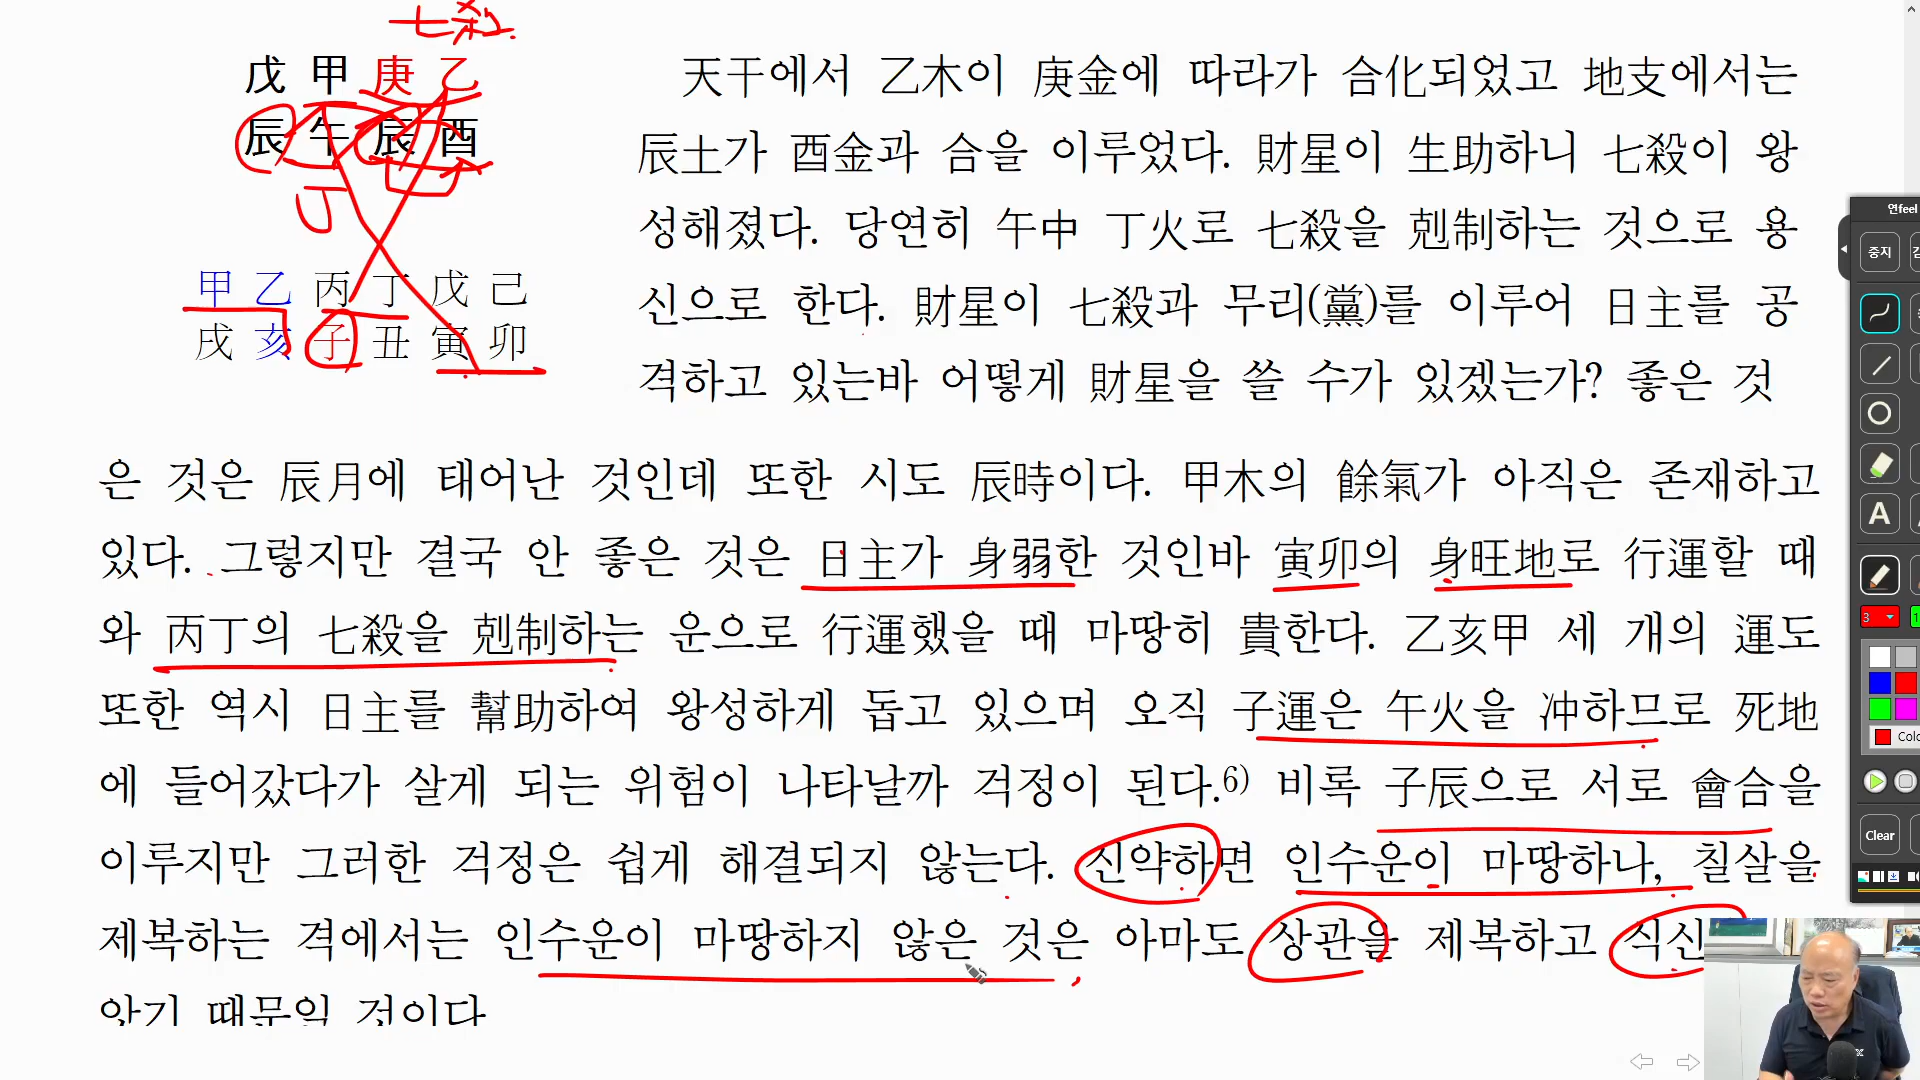 七殺.
戊 甲 庚 乙
辰 午 辰 酉
丁
甲 乙 丙 丁 戊 己
戌 亥 子 丑 寅 卯
天干에서 乙木이 庚金에 따라가 合化되었고 地支에서는
辰土가 酉金과 合을 이루었다. 財星이 生助하니 七殺이 왕
성해졌다. 당연히 午中 丁火로 七殺을 剋制하는 것으로 용
신으로 한다. 財星이 七殺과 무리(黨)를 이루어 日主를 공
격하고 있는바 어떻게 財星을 쓸 수가 있겠는가? 좋은 것
은 것은 辰月에 태어난 것인데 또한 시도 辰時이다. 甲木의 餘氣가 아직은 존재하고
있다. 그렇지만 결국 안 좋은 것은 日主가 身弱한 것인바 寅卯의 身旺地로 行運할 때
와 丙丁의 七殺을 剋制하는 운으로 行運했을 때 마땅히 貴한다. 乙亥甲 세 개의 運도
또한 역시 日主를 幫助하여 왕성하게 돕고 있으며 오직 子運은 午火을 冲하므로 死地
에 들어갔다가 살게 되는 위험이 나타날까 걱정이 된다.6) 비록 子辰으로 서로 會合을
이루지만 그러한 걱정은 쉽게 해결되지 않는다. 신약하면 인수운이 마땅하나, 칠살을
제복하는 격에서는 인수운이 마땅하지 않은 것은 아마도 상관을 제복하고 식신
앗기 때문일 것이다
연feel
중지
A
3
Colo
Clear